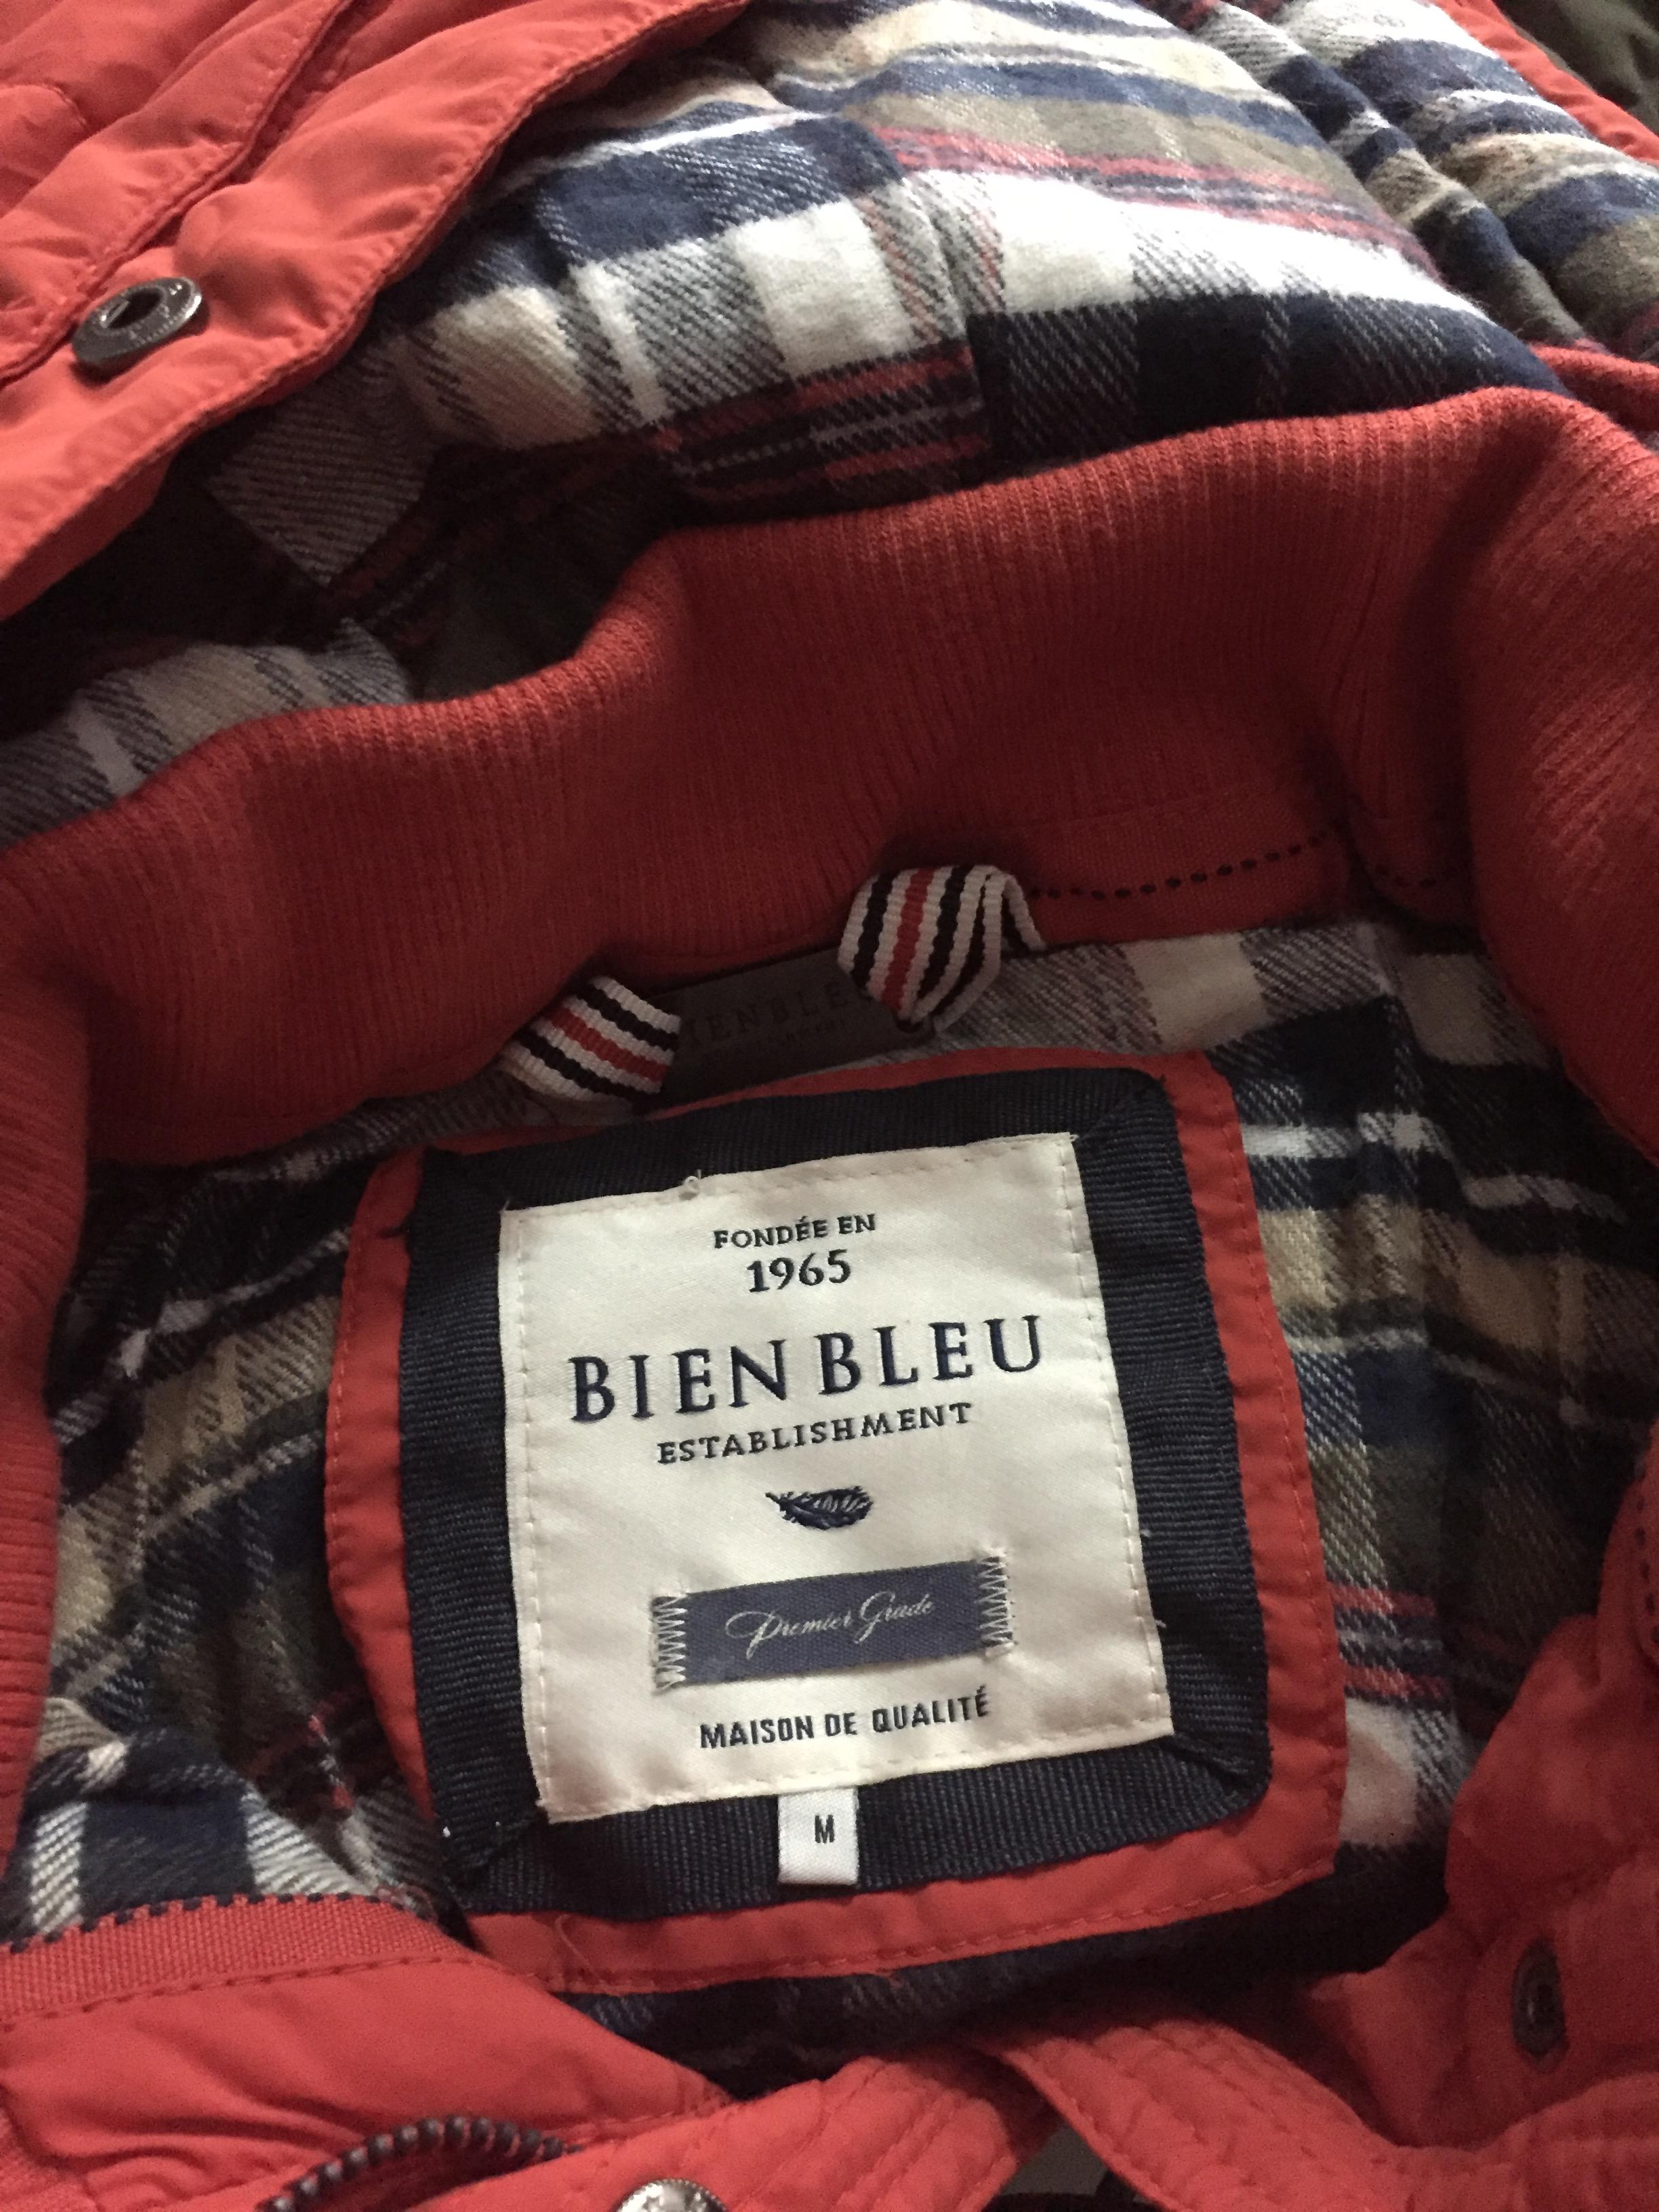 FONDÉE EN
1965
BIEN BLEU
ESTABLISHMENT
Premier Grade
MAISON DE QUALITÉ
M